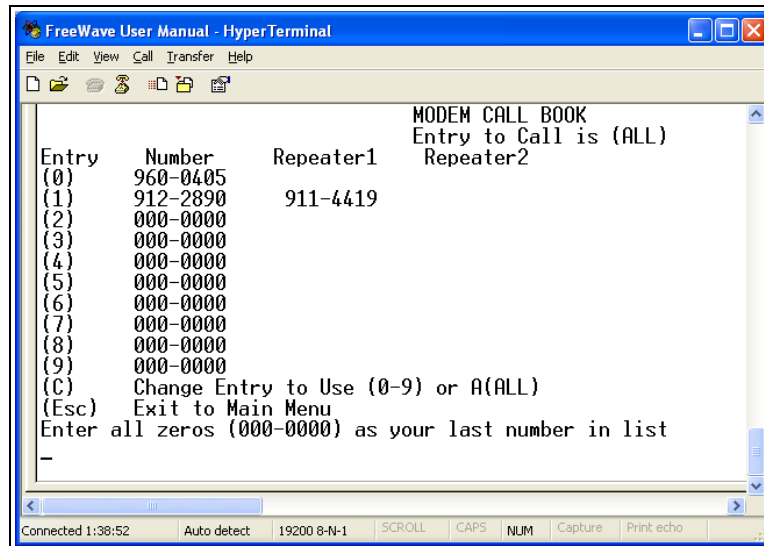 FreeWave User Manual - HyperTerminal
File Edit View Call Transfer Help
MODEM CALL BOOK
Entry to Call is (ALL)
Entry Number Repeater1 Repeater2
(0) 960-0405
(1) 912-2890 911-4419
(2) 000-0000
(3) 000-0000
(4) 000-0000
(5) 000-0000
(6) 000-0000
(7) 000-0000
(8) 000-0000
(9) 000-0000
(C) Change Entry to Use (0-9) or A(ALL)
(Esc) Exit to Main Menu
Enter all zeros (000-0000) as your last number in list
_
Connected 1:38:52 Auto detect 19200 8-N-1 SCROLL CAPS NUM Capture Print echo